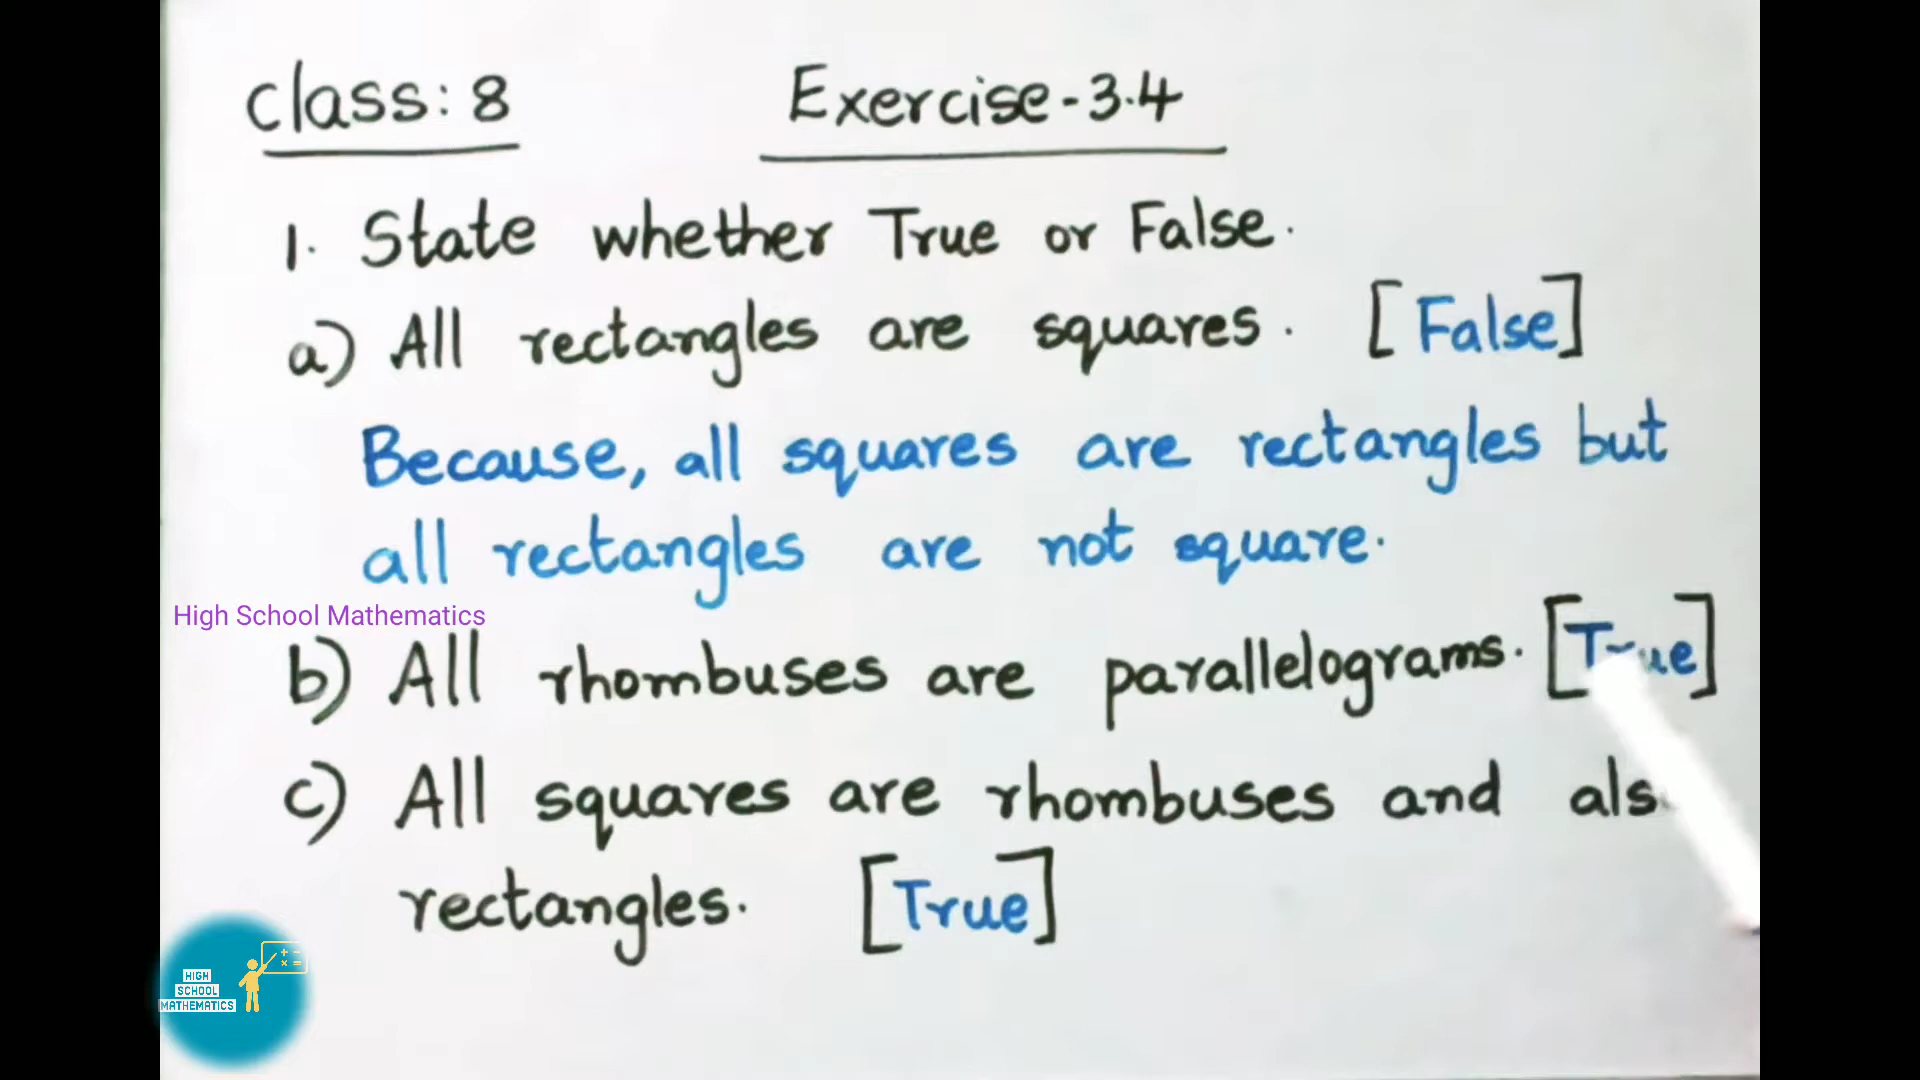 class: 8 Exercise-3.4
1. State whether True or False.
a) All rectangles are squares. [False]
Because, all squares are rectangles but
all rectangles are not square.
High School Mathematics
b) All rhombuses are parallelograms. [True]
c) All squares are rhombuses and als
rectangles. [True]
HIGH
SCHOOL
MATHEMATICS